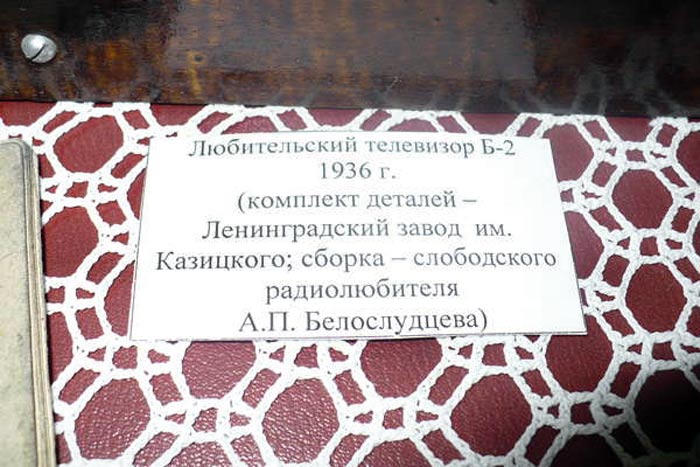 Любительский телевизор Б-2
1936 г.
(комплект деталей –
Ленинградский завод им.
Казицкого; сборка – слободского
радиолюбителя
А.П. Белослудцева)